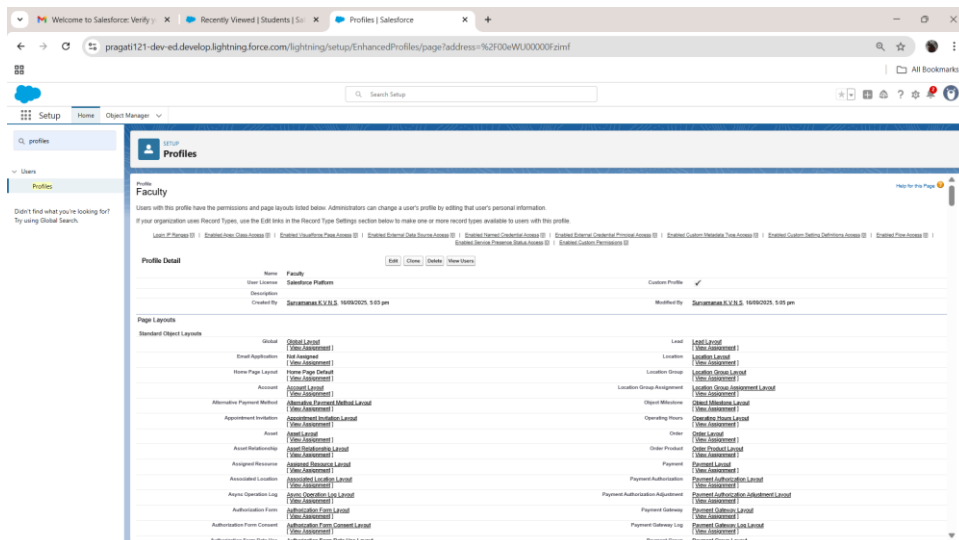 Welcome to Salesforce: Verify y
Recently Viewed | Students | Sal
Profiles | Salesforce
pragati121-dev-ed.develop.lightning.force.com/lightning/setup/EnhancedProfiles/page?address=%2F00eWU00000Fzimf
All Bookmarks
Search Setup
Setup Home Object Manager
profiles
Users
Profiles
Didn't find what you're looking for?
Try using Global Search.
SETUP
Profiles
Profile
Faculty
Help for this Page
Users with this profile have the permissions and page layouts listed below. Administrators can change a user's profile by editing that user's personal information.
If your organization uses Record Types, use the Edit links in the Record Type Settings section below to make one or more record types available to users with this profile.
Login IP Ranges | Enabled Apex Class Access | Enabled Visualforce Page Access | Enabled External Data Source Access | Enabled Named Credential Access | Enabled External Credential Principal Access | Enabled Custom Metadata Type Access | Enabled Custom Setting Definitions Access | Enabled Flow Access |
Enabled Service Presence Status Access | Enabled Custom Permissions
Profile Detail Edit Clone Delete View Users
Name Faculty
User License Salesforce Platform Custom Profile ✓
Description
Created By Suryamanas K V N S, 16/09/2025, 5:03 pm Modified By Suryamanas K V N S, 16/09/2025, 5:05 pm
Page Layouts
Standard Object Layouts
Global Global Layout Lead Lead Layout
[ View Assignment ] [ View Assignment ]
Email Application Not Assigned Location Location Layout
[ View Assignment ] [ View Assignment ]
Home Page Layout Home Page Default Location Group Location Group Layout
[ View Assignment ] [ View Assignment ]
Account Account Layout Location Group Assignment Location Group Assignment Layout
[ View Assignment ] [ View Assignment ]
Alternative Payment Method Alternative Payment Method Layout Object Milestone Object Milestone Layout
[ View Assignment ] [ View Assignment ]
Appointment Invitation Appointment Invitation Layout Operating Hours Operating Hours Layout
[ View Assignment ] [ View Assignment ]
Asset Asset Layout Order Order Layout
[ View Assignment ] [ View Assignment ]
Asset Relationship Asset Relationship Layout Order Product Order Product Layout
[ View Assignment ] [ View Assignment ]
Assigned Resource Assigned Resource Layout Payment Payment Layout
[ View Assignment ] [ View Assignment ]
Associated Location Associated Location Layout Payment Authorization Payment Authorization Layout
[ View Assignment ] [ View Assignment ]
Async Operation Log Async Operation Log Layout Payment Authorization Adjustment Payment Authorization Adjustment Layout
[ View Assignment ] [ View Assignment ]
Authorization Form Authorization Form Layout Payment Gateway Payment Gateway Layout
[ View Assignment ] [ View Assignment ]
Authorization Form Consent Authorization Form Consent Layout Payment Gateway Log Payment Gateway Log Layout
[ View Assignment ] [ View Assignment ]